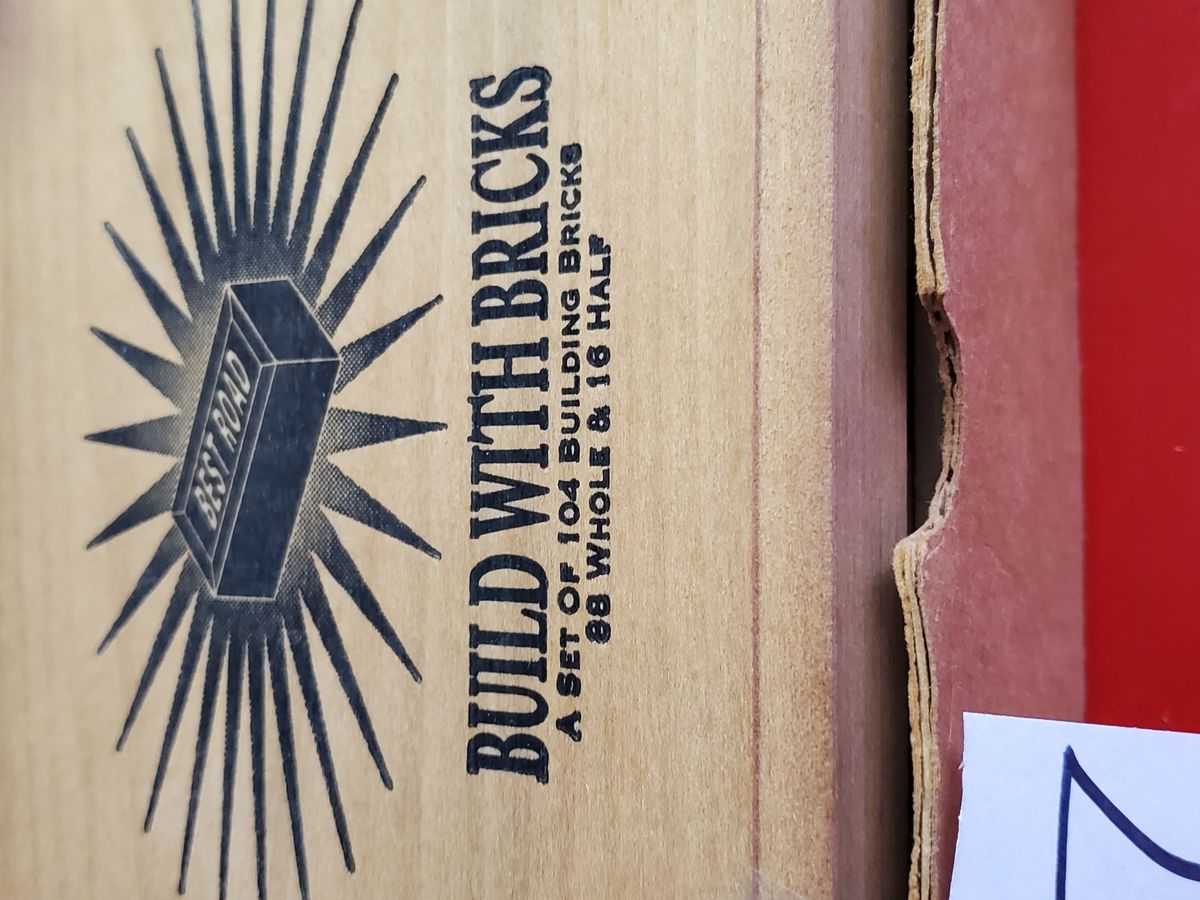 BEST ROAD
BUILD WITH BRICKS
A SET OF 104 BUILDING BRICKS
88 WHOLE & 16 HALF